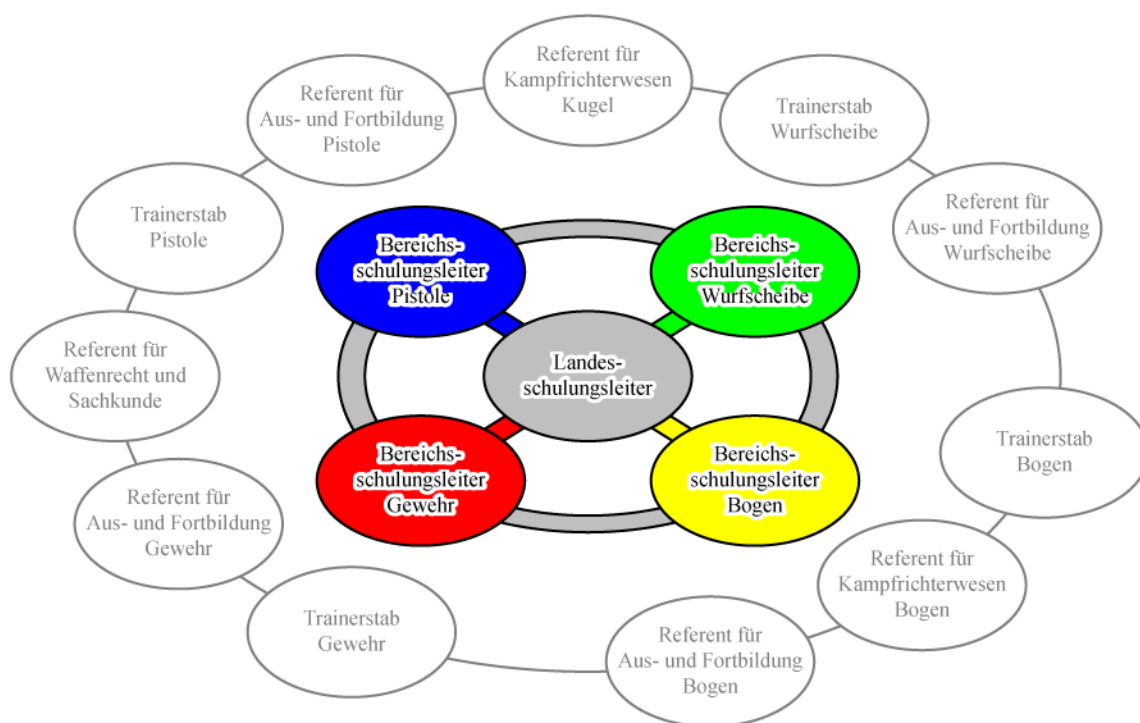 Referent für
Kampfrichterwesen
Kugel
Referent für
Aus- und Fortbildung
Pistole
Trainerstab
Wurfscheibe
Trainerstab
Pistole
Referent für
Aus- und Fortbildung
Wurfscheibe
Bereichs-
schulungsleiter
Pistole
Bereichs-
schulungsleiter
Wurfscheibe
Landes-
schulungsleiter
Referent für
Waffenrecht und
Sachkunde
Bereichs-
schulungsleiter
Gewehr
Bereichs-
schulungsleiter
Bogen
Trainerstab
Bogen
Referent für
Aus- und Fortbildung
Gewehr
Referent für
Kampfrichterwesen
Bogen
Trainerstab
Gewehr
Referent für
Aus- und Fortbildung
Bogen